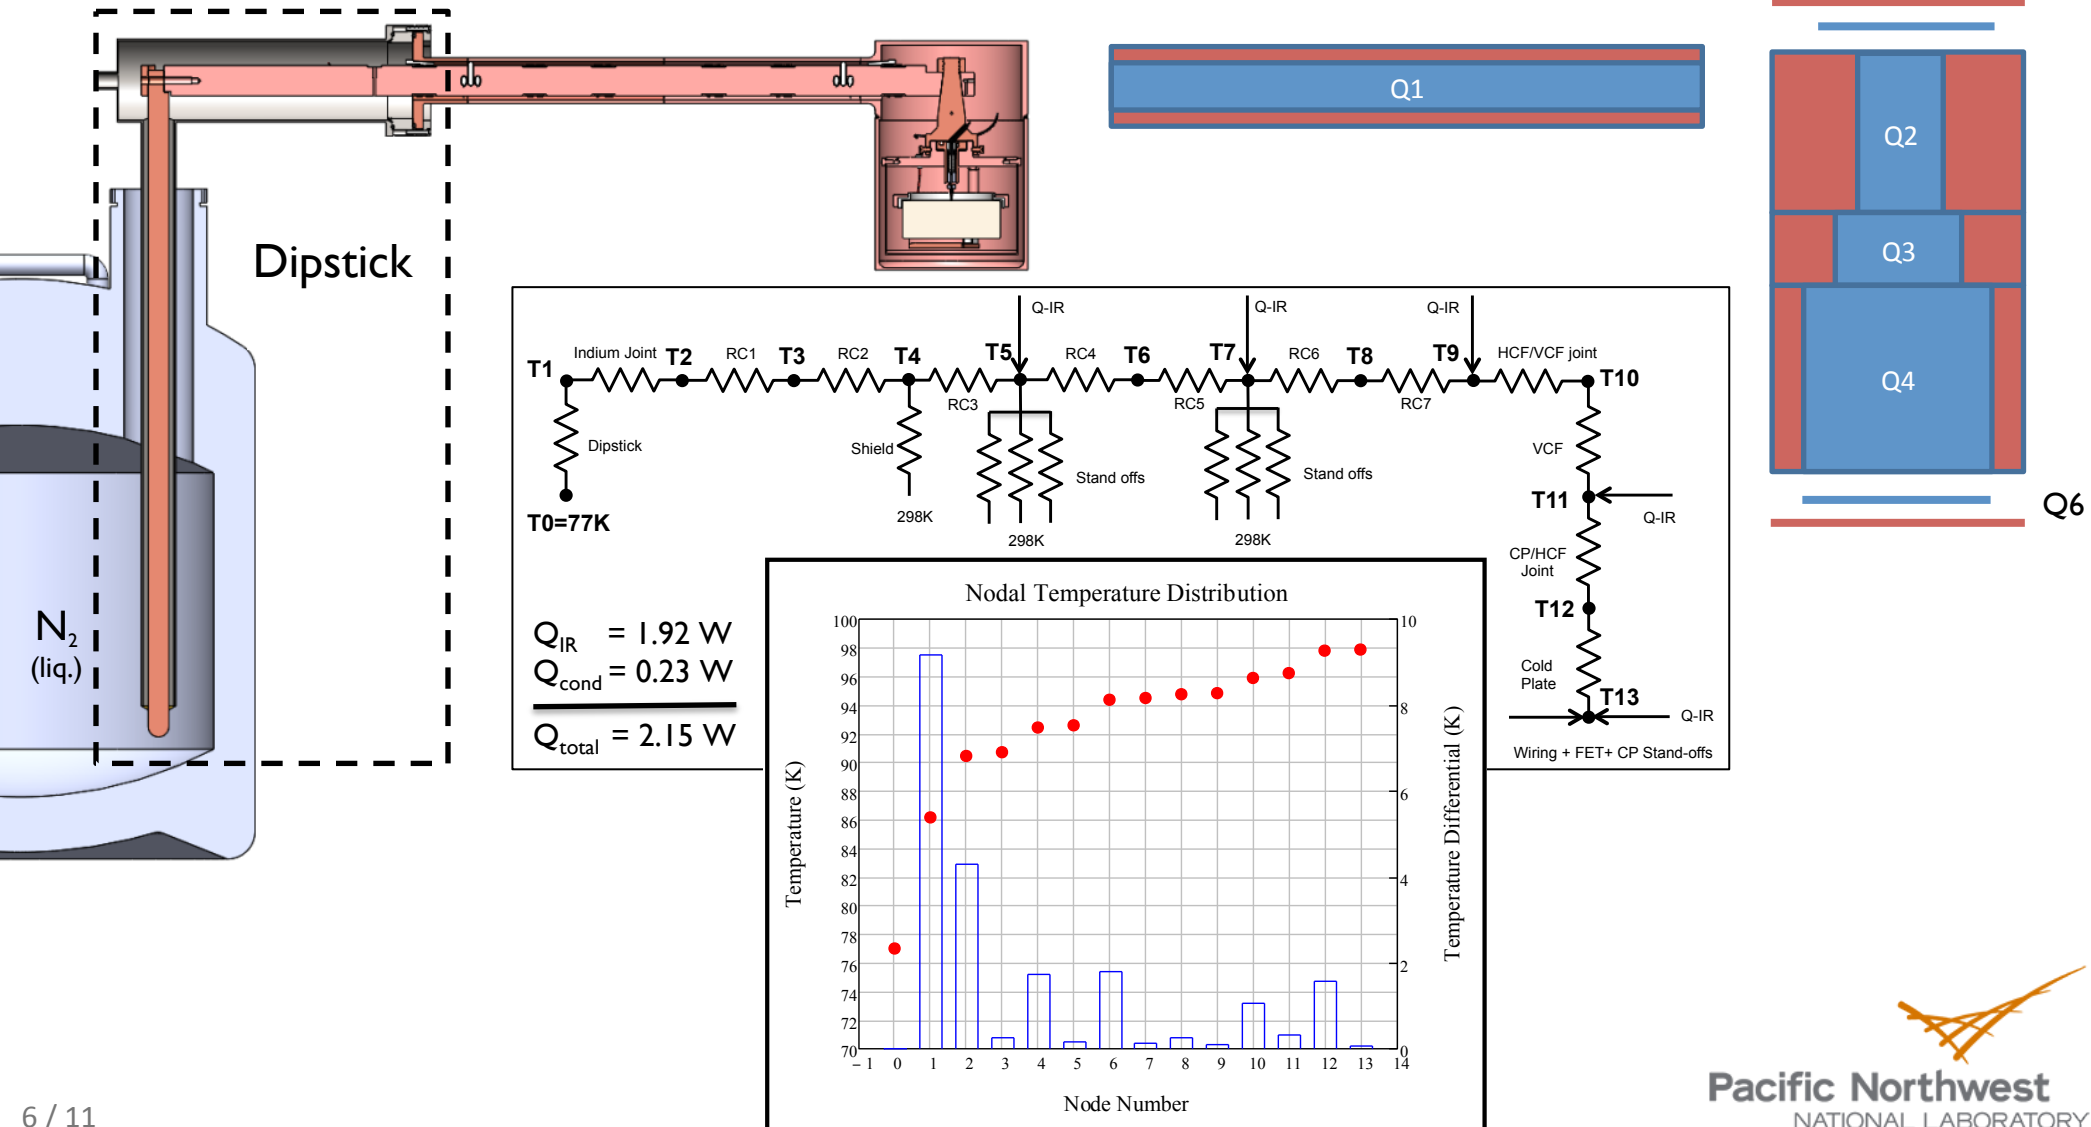 Dipstick
N2
(liq.)
Q1
Q2
Q3
Q4
Q6
Q-IR
Q-IR
Q-IR
T1
Indium Joint
T2
RC1
T3
RC2
T4
T5
RC4
T6
T7
RC6
T8
T9
HCF/VCF joint
T10
RC3
RC5
RC7
Dipstick
Shield
Stand offs
Stand offs
VCF
T0=77K
298K
298K
298K
T11
Q-IR
CP/HCF
Joint
T12
Cold
Plate
T13
Q-IR
Wiring + FET+ CP Stand-offs
QIR = 1.92 W
Qcond = 0.23 W
Qtotal = 2.15 W
Nodal Temperature Distribution
Temperature (K)
100
98
96
94
92
90
88
86
84
82
80
78
76
74
72
70
10
8
6
4
2
0
Temperature Differential (K)
– 1 0 1 2 3 4 5 6 7 8 9 10 11 12 13 14
Node Number
6 / 11
Pacific Northwest
NATIONAL LABORATORY